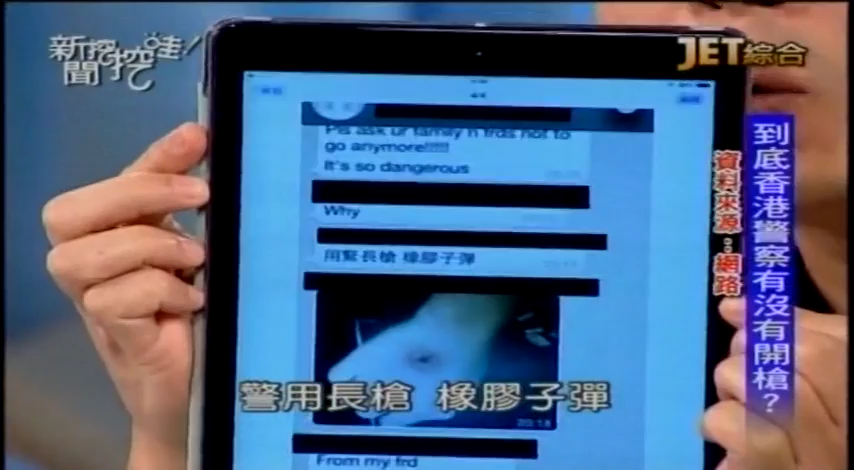 新聞挖挖哇!
JET綜合
Pls ask ur family n frds not to
go anymore!!!!!
It's so dangerous
Why
用緊長槍 橡膠子彈
20:18
From my frd
警用長槍 橡膠子彈
到底香港警察有沒有開槍?
資料來源:網路